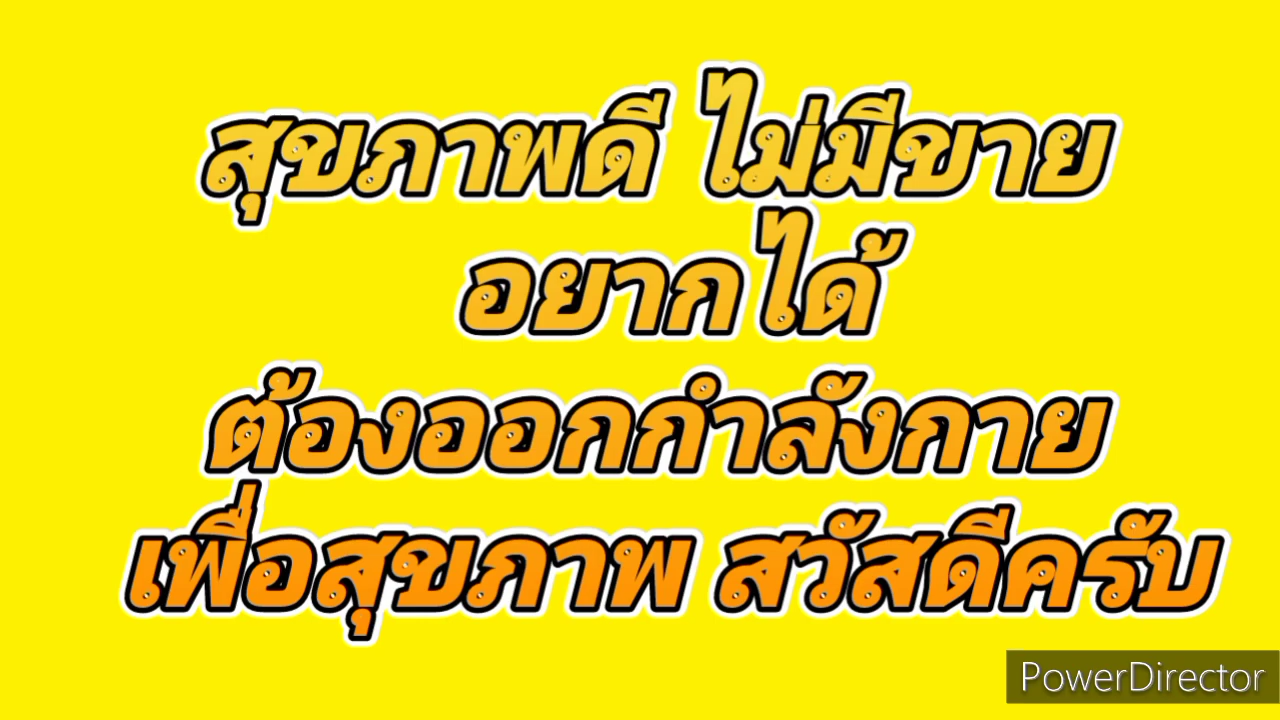 สุขภาพดี ไม่มีขาย
อยากได้
ต้องออกกำลังกาย
เพื่อสุขภาพ สวัสดีครับ
PowerDirector